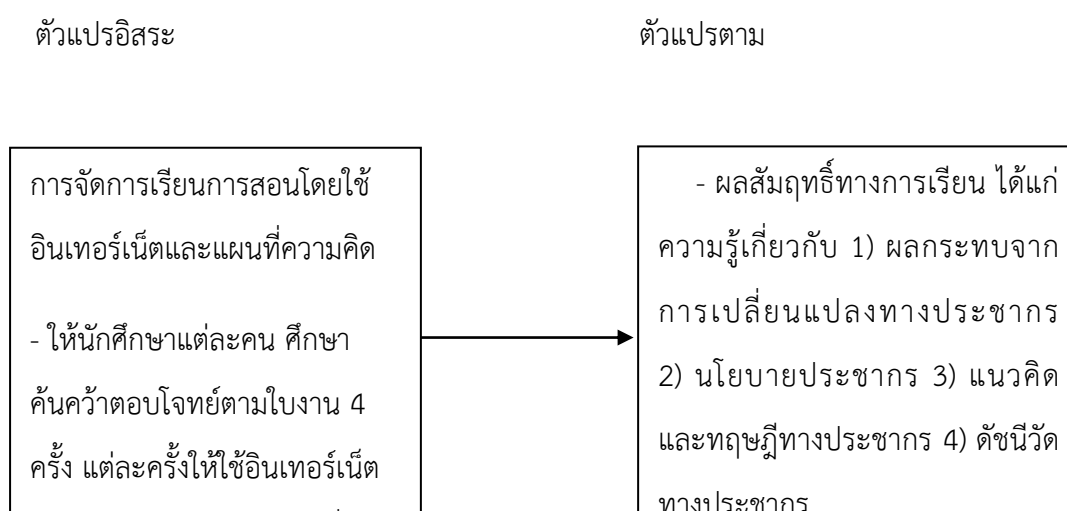 ตัวแปรอิสระ
ตัวแปรตาม
การจัดการเรียนการสอนโดยใช้
อินเทอร์เน็ตและแผนที่ความคิด
- ให้นักศึกษาแต่ละคน ศึกษา
ค้นคว้าตอบโจทย์ตามใบงาน 4
ครั้ง แต่ละครั้งให้ใช้อินเทอร์เน็ต
- ผลสัมฤทธิ์ทางการเรียน ได้แก่
ความรู้เกี่ยวกับ 1) ผลกระทบจาก
การเปลี่ยนแปลงทางประชากร
2) นโยบายประชากร 3) แนวคิด
และทฤษฎีทางประชากร 4) ดัชนีวัด
ทางประชากร